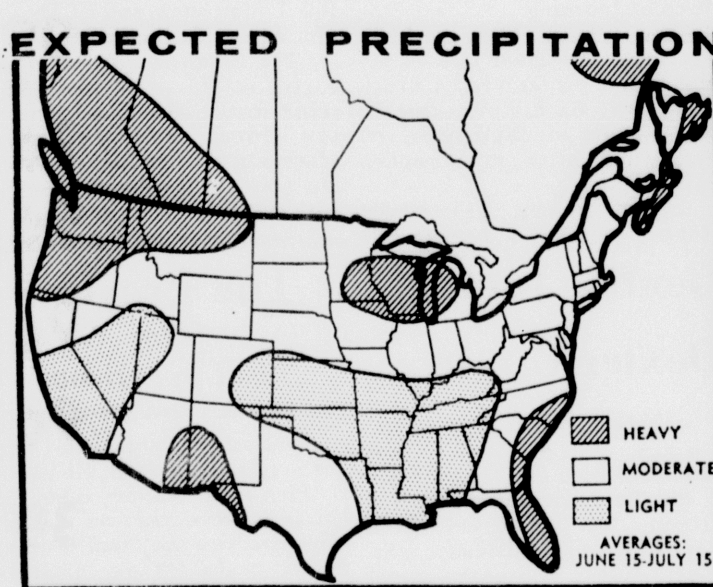 EXPECTED PRECIPITATION
HEAVY
MODERATE
LIGHT
AVERAGES:
JUNE 15-JULY 15